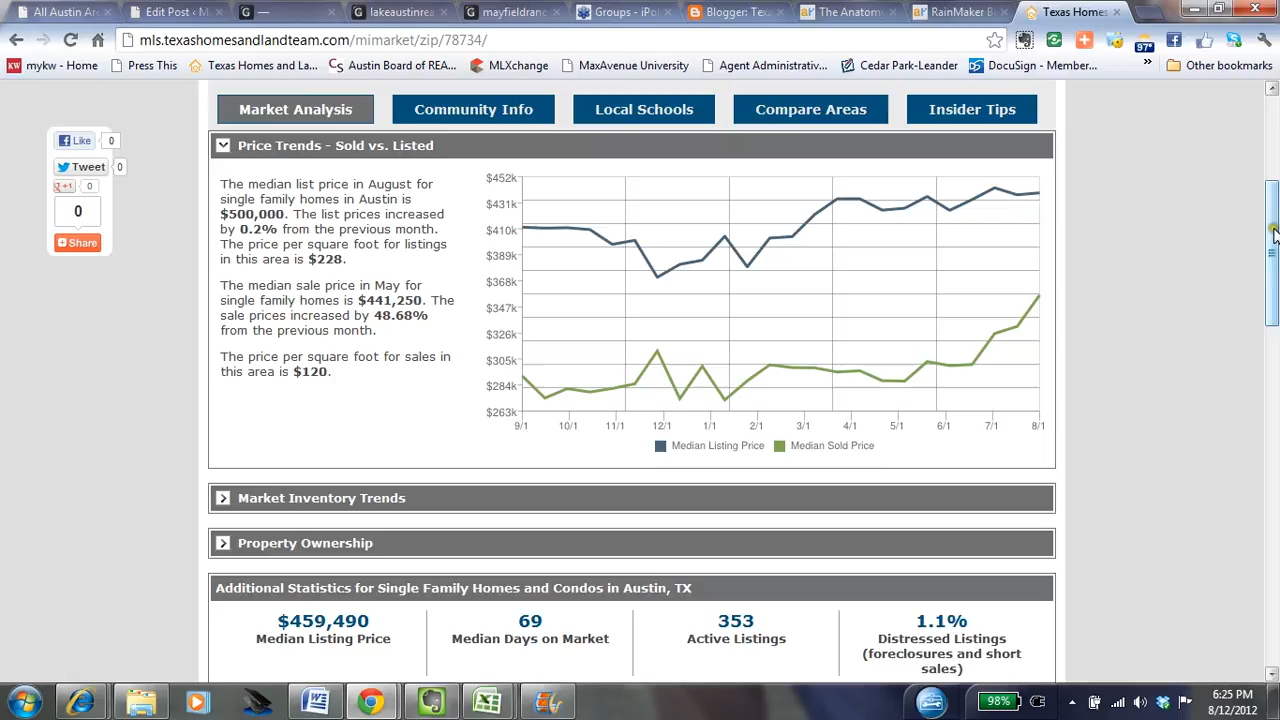 All Austin Ar
Edit Post ‹ M
—
lakeaustinrea
mayfieldranc
Groups - iPo
Blogger: Tex
The Anatom
RainMaker B
Texas Homes
mls.texashomesandlandteam.com/mimarket/zip/78734/
97°
mykw - Home
Press This
Texas Homes and La...
Austin Board of REA...
MLXchange
MaxAvenue University
Agent Administrativ...
Cedar Park-Leander
DocuSign - Member...
»
Other bookmarks
Market Analysis
Community Info
Local Schools
Compare Areas
Insider Tips
Like 0
Tweet 0
g +1 0
0
Share
Price Trends - Sold vs. Listed
The median list price in August for
single family homes in Austin is
$500,000. The list prices increased
by 0.2% from the previous month.
The price per square foot for listings
in this area is $228.
The median sale price in May for
single family homes is $441,250. The
sale prices increased by 48.68%
from the previous month.
The price per square foot for sales in
this area is $120.
$452k
$431k
$410k
$389k
$368k
$347k
$326k
$305k
$284k
$263k
9/1 10/1 11/1 12/1 1/1 2/1 3/1 4/1 5/1 6/1 7/1 8/1
Median Listing Price Median Sold Price
Market Inventory Trends
Property Ownership
Additional Statistics for Single Family Homes and Condos in Austin, TX
$459,490
Median Listing Price
69
Median Days on Market
353
Active Listings
1.1%
Distressed Listings
(foreclosures and short
sales)
98%
6:25 PM
8/12/2012